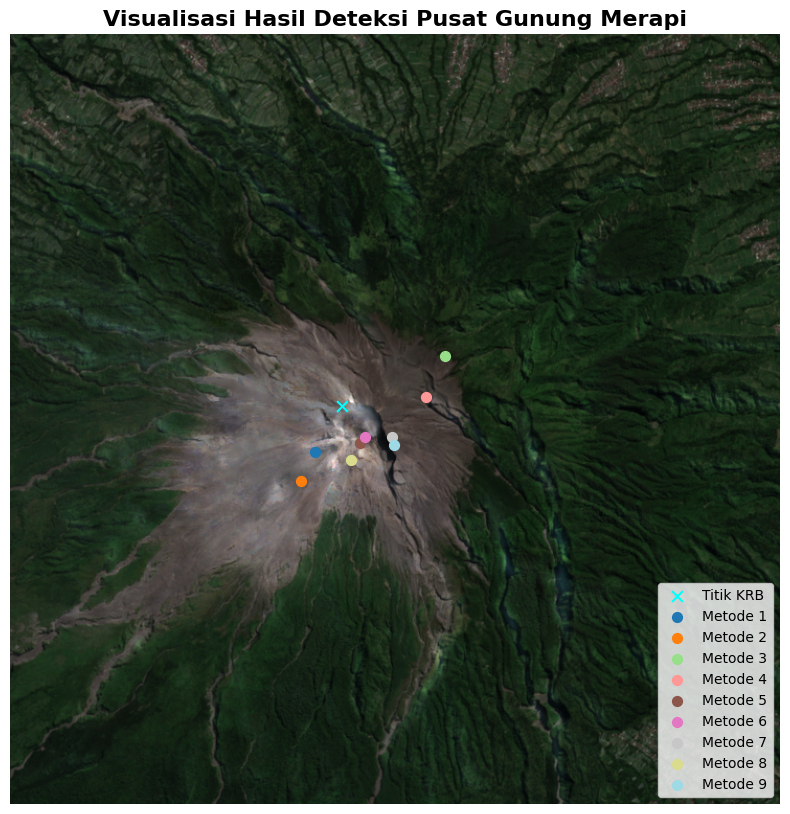 Visualisasi Hasil Deteksi Pusat Gunung Merapi
Titik KRB
Metode 1
Metode 2
Metode 3
Metode 4
Metode 5
Metode 6
Metode 7
Metode 8
Metode 9